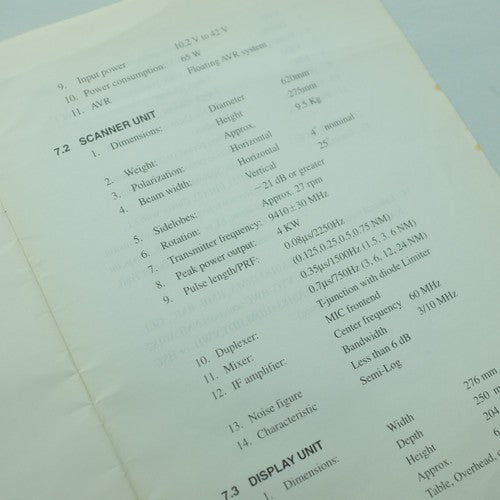 9. Input power 10.2 V to 42 V
10. Power consumption: 65 W
11. AVR Floating AVR system
7.2 SCANNER UNIT
1. Dimensions: Diameter 620mm
Height 275mm
2. Weight: Approx. 9.5 Kg
3. Polarization: Horizontal
4. Beam width: Horizontal 4° nominal
Vertical 25°
5. Sidelobes: −21 dB or greater
6. Rotation: Approx. 27 rpm
7. Transmitter frequency: 9410±30 MHz
8. Peak power output: 4 KW
9. Pulse length/PRF: 0.08μs/2250Hz
(0.125,0.25,0.5,0.75 NM)
0.35μs/1500Hz (1.5, 3, 6 NM)
0.7μs/750Hz (3, 6, 12, 24 NM)
10. Duplexer: T-junction with diode Limiter
11. Mixer: MIC frontend
12. IF amplifier: Center frequency 60 MHz
Bandwidth 3/10 MHz
13. Noise figure Less than 6 dB
14. Characteristic Semi-Log
7.3 DISPLAY UNIT
1. Dimensions: Width 276 mm
Depth 250 m
Height 204
Approx. 6
Table, Overhead,